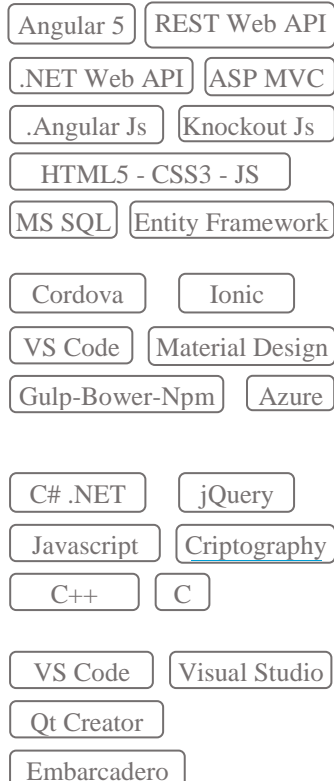 Angular 5 REST Web API
.NET Web API ASP MVC
.Angular Js Knockout Js
HTML5 - CSS3 - JS
MS SQL Entity Framework
Cordova Ionic
VS Code Material Design
Gulp-Bower-Npm Azure
C# .NET jQuery
Javascript Criptography
C++ C
VS Code Visual Studio
Qt Creator
Embarcadero